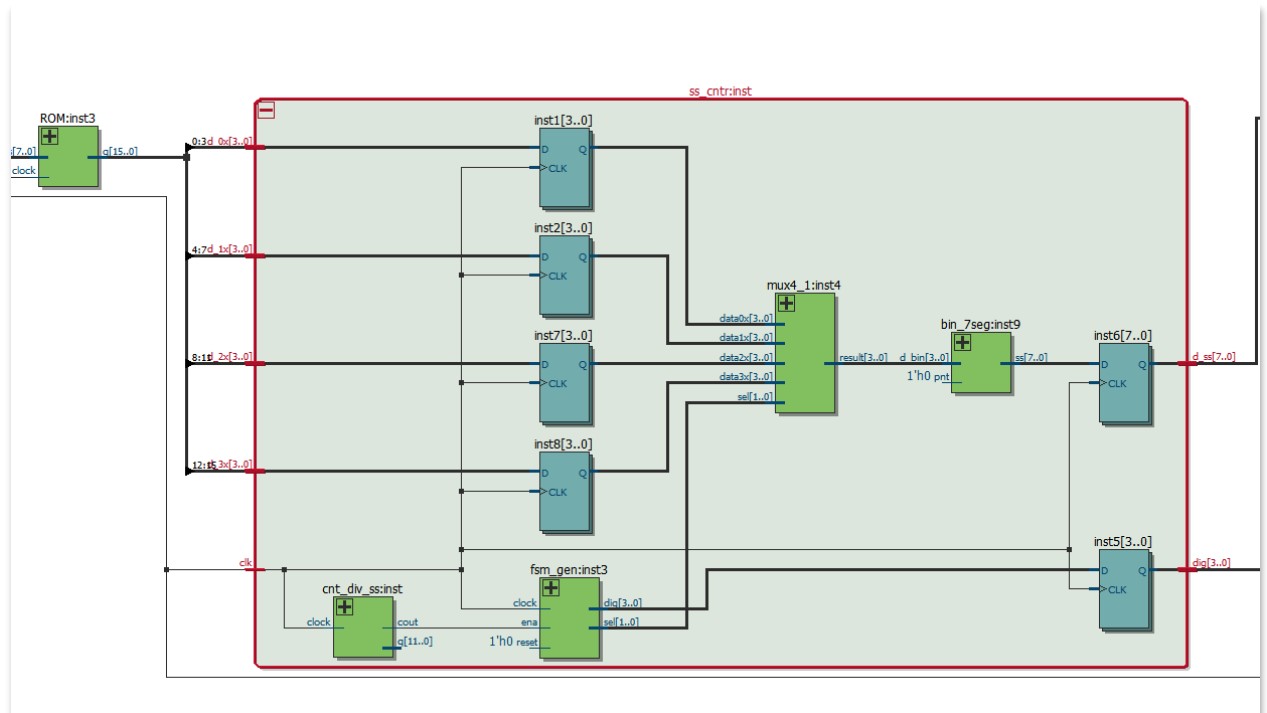 ss_cntr:inst
ROM:inst3
[7..0]
q[15..0]
clock
0:3
d_0x[3..0]
4:7
d_1x[3..0]
8:11
d_2x[3..0]
12:15
3x[3..0]
clk
inst1[3..0]
D
Q
CLK
inst2[3..0]
D
Q
CLK
inst7[3..0]
D
Q
CLK
inst8[3..0]
D
Q
CLK
mux4_1:inst4
data0x[3..0]
data1x[3..0]
data2x[3..0]
data3x[3..0]
sel[1..0]
result[3..0]
bin_7seg:inst9
d_bin[3..0]
ss[7..0]
1'h0 pnt
inst6[7..0]
D
Q
CLK
d_ss[7..0]
inst5[3..0]
D
Q
CLK
dig[3..0]
cnt_div_ss:inst
clock
cout
q[11..0]
fsm_gen:inst3
clock
dig[3..0]
ena
sel[1..0]
1'h0 reset